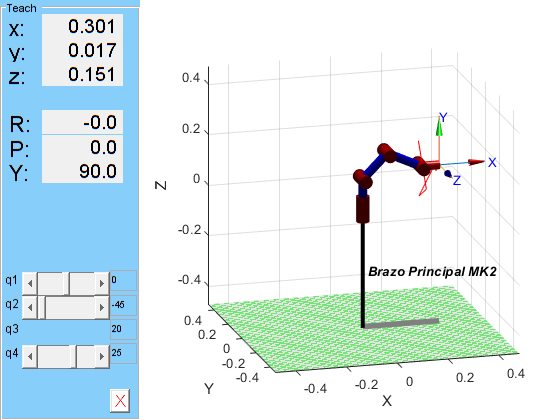 Teach
x: 0.301
y: 0.017
z: 0.151
R: -0.0
P: 0.0
Y: 90.0
q1 0
q2 -45
q3 20
q4 25
X
0.4
0.2
0
-0.2
-0.4
Z
Y
X
Z
Brazo Principal MK2
0.4
0.2
0
-0.2
-0.4
Y
-0.4
-0.2
0
0.2
0.4
X